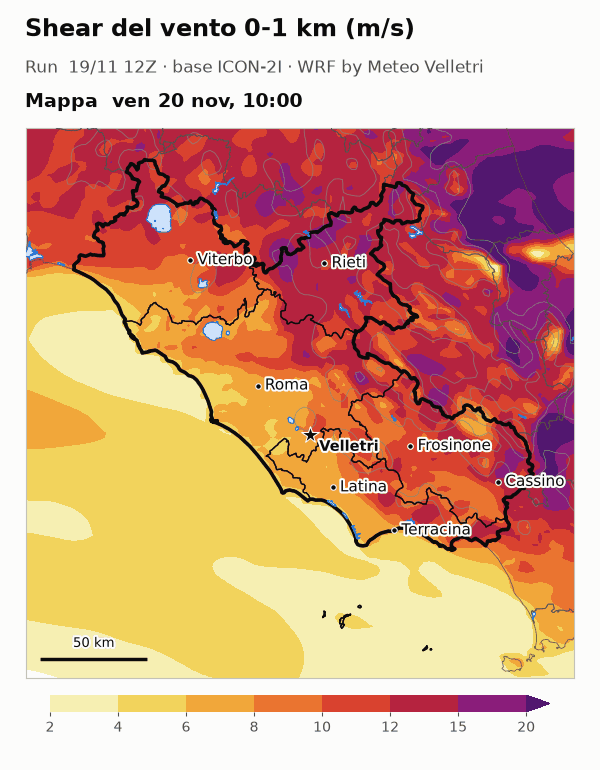 Shear del vento 0-1 km (m/s)
Run  19/11 12Z · base ICON-2I · WRF by Meteo Velletri
Mappa  ven 20 nov, 10:00
Viterbo
Rieti
Roma
Velletri
Frosinone
Cassino
Latina
Terracina
50 km
2 4 6 8 10 12 15 20